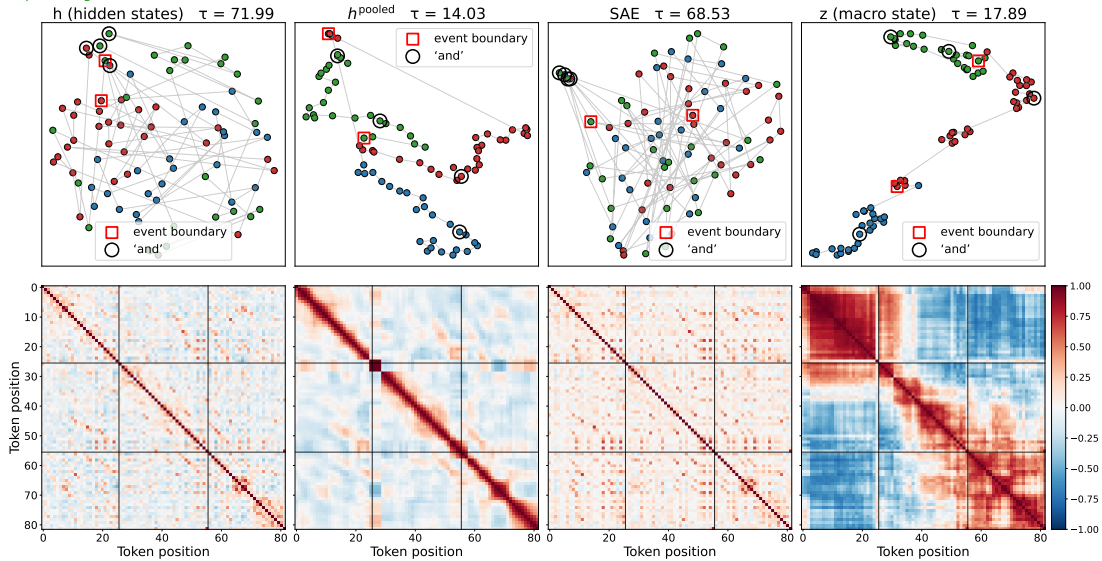 h (hidden states) τ = 71.99
h^pooled τ = 14.03
SAE τ = 68.53
z (macro state) τ = 17.89
event boundary
'and'
event boundary
'and'
event boundary
'and'
event boundary
'and'
Token position
0
10
20
30
40
50
60
70
80
0 20 40 60 80
Token position
0 20 40 60 80
Token position
0 20 40 60 80
Token position
0 20 40 60 80
Token position
1.00
0.75
0.50
0.25
0.00
−0.25
−0.50
−0.75
−1.00